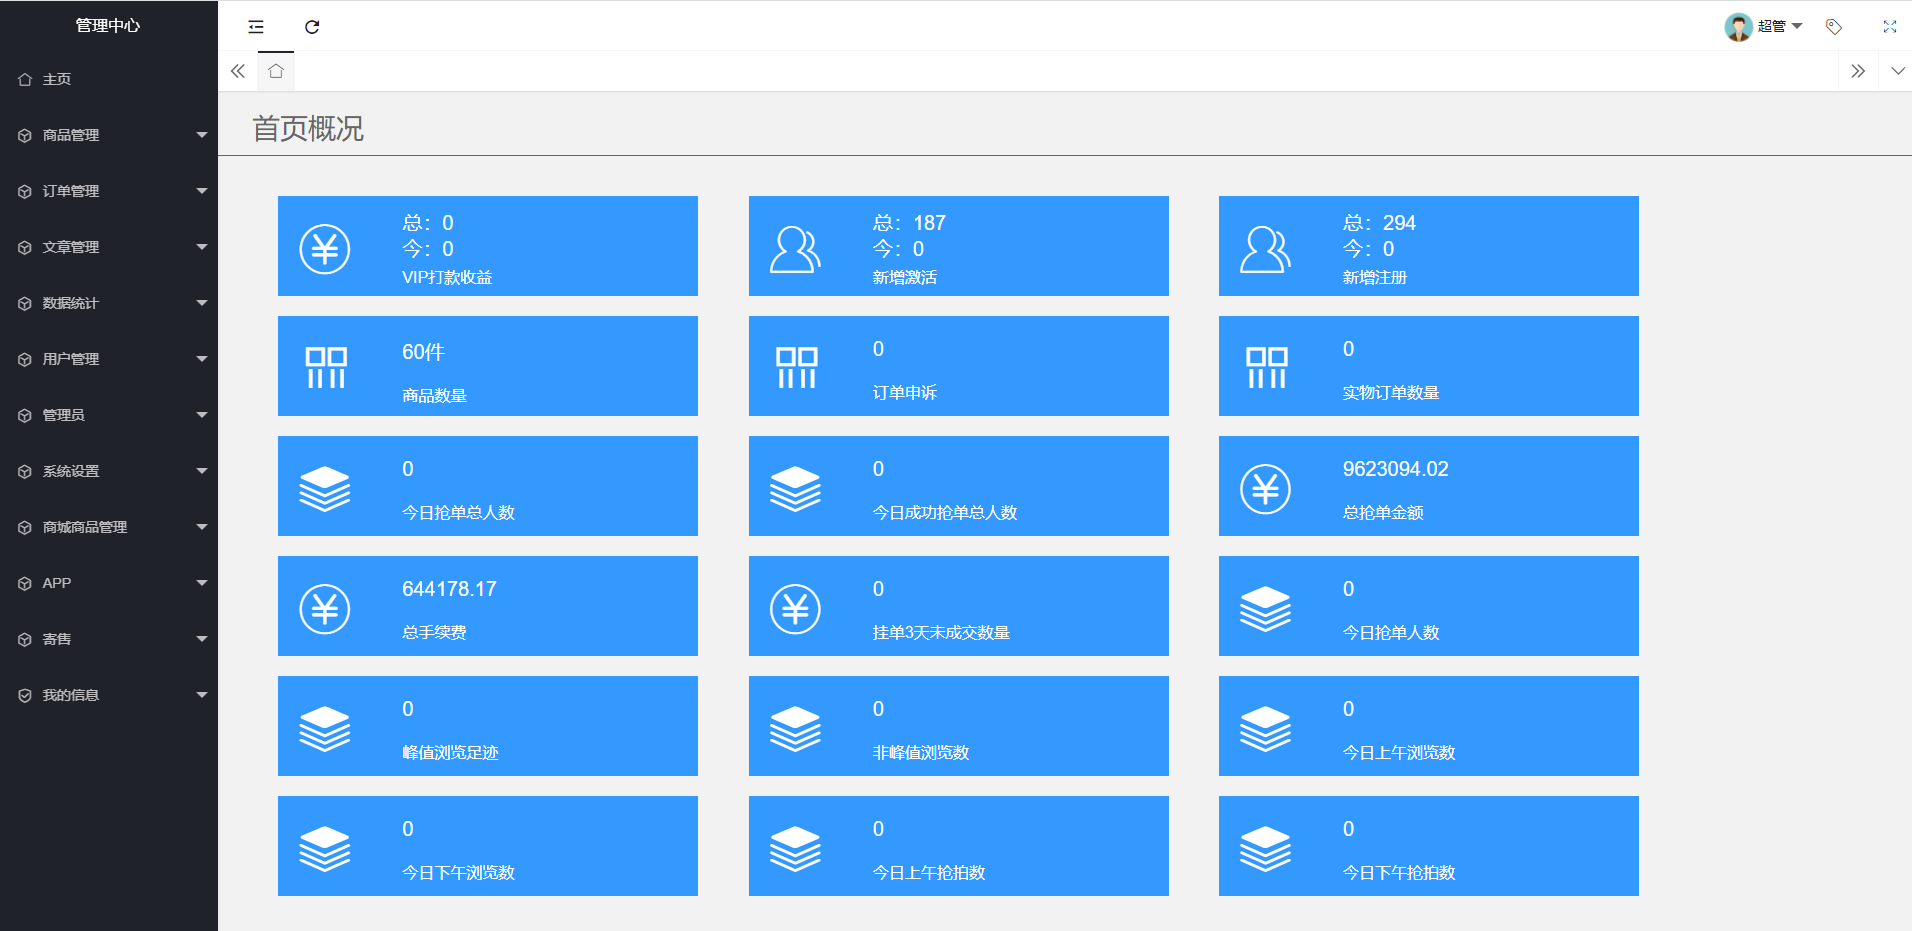 管理中心
超管
主页
商品管理
订单管理
文章管理
数据统计
用户管理
管理员
系统设置
商城商品管理
APP
寄售
我的信息
首页概况
总：0
今：0
VIP打款收益
总：187
今：0
新增激活
总：294
今：0
新增注册
60件
商品数量
0
订单申诉
0
实物订单数量
0
今日抢单总人数
0
今日成功抢单总人数
9623094.02
总抢单金额
644178.17
总手续费
0
挂单3天未成交数量
0
今日抢单人数
0
峰值浏览足迹
0
非峰值浏览数
0
今日上午浏览数
0
今日下午浏览数
0
今日上午抢拍数
0
今日下午抢拍数